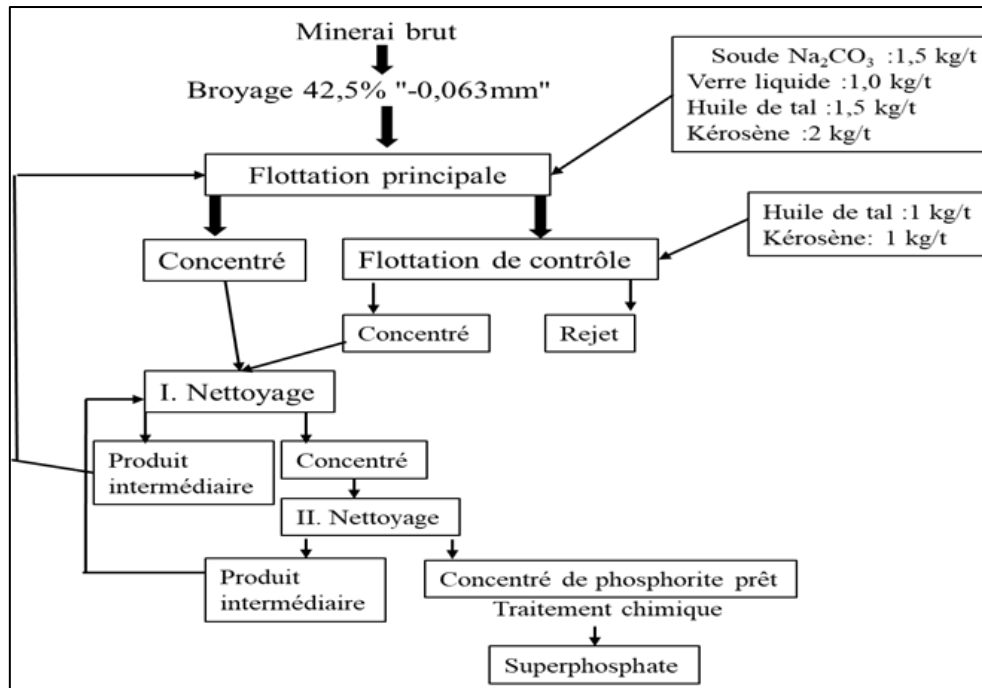 Minerai brut
Broyage 42,5% "-0,063mm"
Soude Na₂CO₃ :1,5 kg/t
Verre liquide :1,0 kg/t
Huile de tal :1,5 kg/t
Kérosène :2 kg/t
Flottation principale
Huile de tal :1 kg/t
Kérosène: 1 kg/t
Concentré
Flottation de contrôle
Concentré
Rejet
I. Nettoyage
Produit
intermédiaire
Concentré
II. Nettoyage
Produit
intermédiaire
Concentré de phosphorite prêt
Traitement chimique
Superphosphate